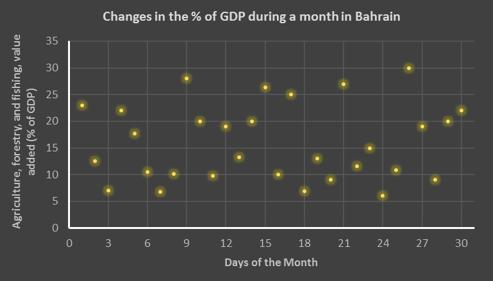 Changes in the % of GDP during a month in Bahrain
Agriculture, forestry, and fishing, value
added (% of GDP)
35
30
25
20
15
10
5
0
0 3 6 9 12 15 18 21 24 27 30
Days of the Month